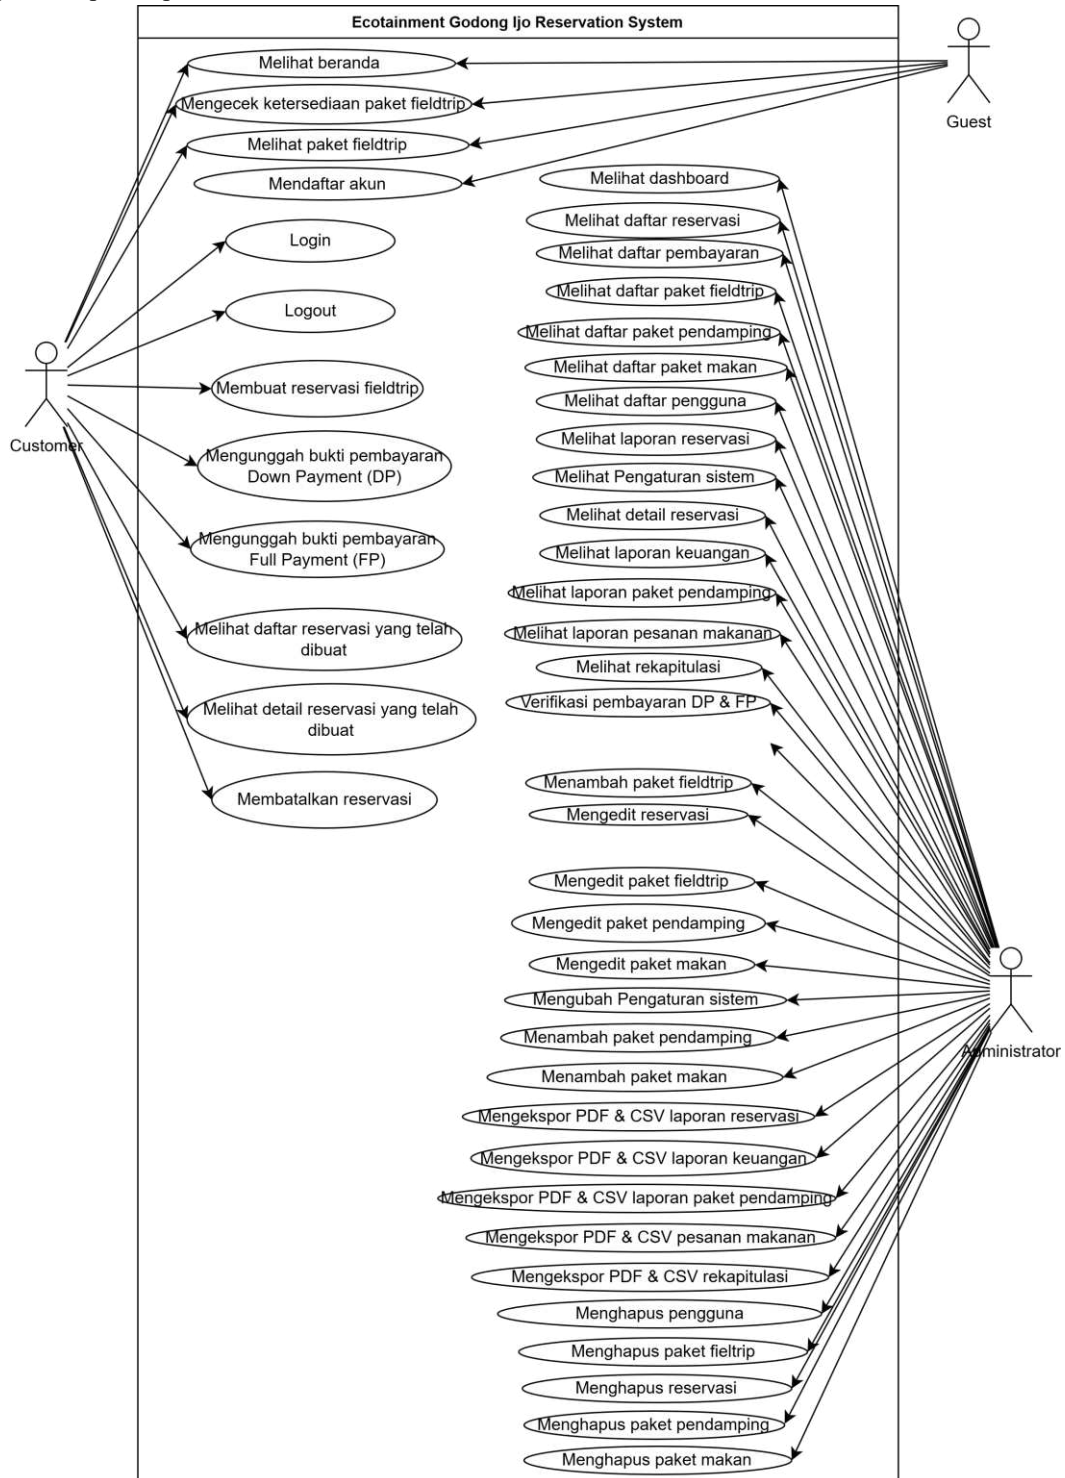 Ecotainment Godong Ijo Reservation System
Melihat beranda
Mengecek ketersediaan paket fieldtrip
Melihat paket fieldtrip
Mendaftar akun
Guest
Login
Logout
Membuat reservasi fieldtrip
Customer
Mengunggah bukti pembayaran
Down Payment (DP)
Mengunggah bukti pembayaran
Full Payment (FP)
Melihat daftar reservasi yang telah
dibuat
Melihat detail reservasi yang telah
dibuat
Membatalkan reservasi
Melihat dashboard
Melihat daftar reservasi
Melihat daftar pembayaran
Melihat daftar paket fieldtrip
Melihat daftar paket pendamping
Melihat daftar paket makan
Melihat daftar pengguna
Melihat laporan reservasi
Melihat Pengaturan sistem
Melihat detail reservasi
Melihat laporan keuangan
Melihat laporan paket pendamping
Melihat laporan pesanan makanan
Melihat rekapitulasi
Verifikasi pembayaran DP & FP
Menambah paket fieldtrip
Mengedit reservasi
Mengedit paket fieldtrip
Mengedit paket pendamping
Mengedit paket makan
Mengubah Pengaturan sistem
Menambah paket pendamping
Menambah paket makan
Administrator
Mengekspor PDF & CSV laporan reservasi
Mengekspor PDF & CSV laporan keuangan
Mengekspor PDF & CSV laporan paket pendamping
Mengekspor PDF & CSV pesanan makanan
Mengekspor PDF & CSV rekapitulasi
Menghapus pengguna
Menghapus paket fieltrip
Menghapus reservasi
Menghapus paket pendamping
Menghapus paket makan